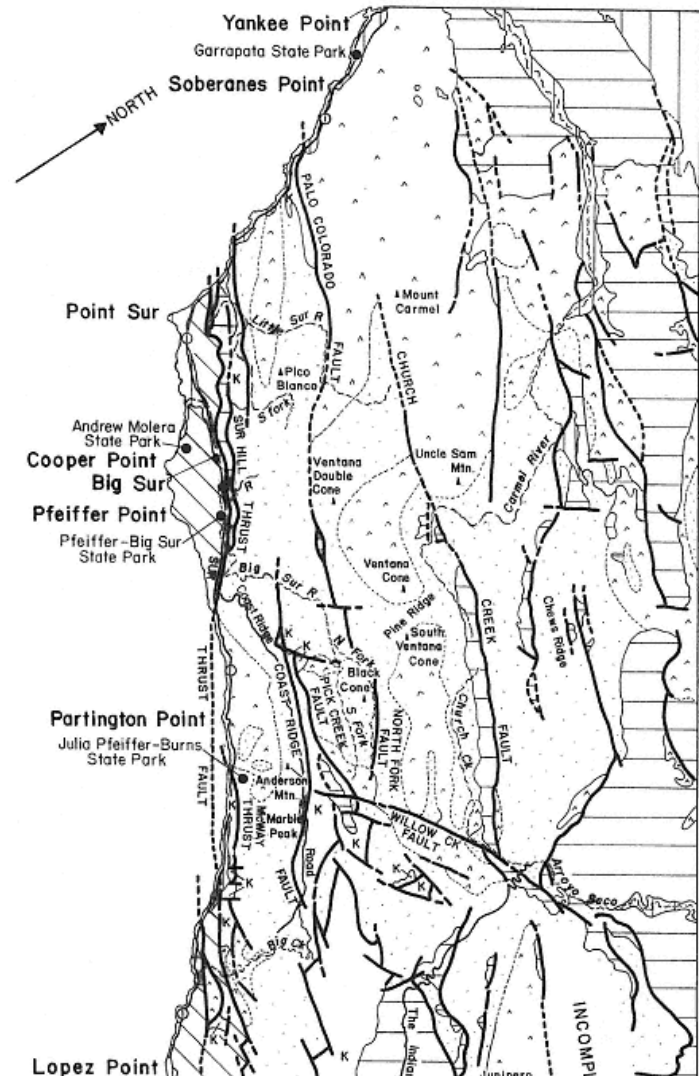 Yankee Point
Garrapata State Park
Soberanes Point
NORTH
PALO COLORADO
FAULT
Mount
Carmel
Point Sur
Little Sur R
K
Pico
Blanco
S fork
CHURCH
Andrew Molera
State Park
Cooper Point
Big Sur
Pfeiffer Point
Pfeiffer-Big Sur
State Park
SUR HILL
THRUST
Ventana
Double
Cone
Uncle Sam
Mtn.
Carmel River
SUR
THRUST
FAULT
Big
Sur R
Coast Ridge
Ventana
Cone
Pine Ridge
South
Ventana
Cone
CREEK
FAULT
Chews Ridge
K
K
N Fork
Black
Cone
S Fork
PICK CREEK
FAULT
NORTH FORK
FAULT
Church Ck
COAST RIDGE
FAULT
Partington Point
Julia Pfeiffer-Burns
State Park
Anderson
Mtn.
Marble
Peak
K
McWAY
THRUST
K
Road
WILLOW CK
FAULT
K
K
K
K
Arroyo
Seco
K
K
Big Ck
The Indian
INCOMPL
K
K
Lopez Point
Junipero